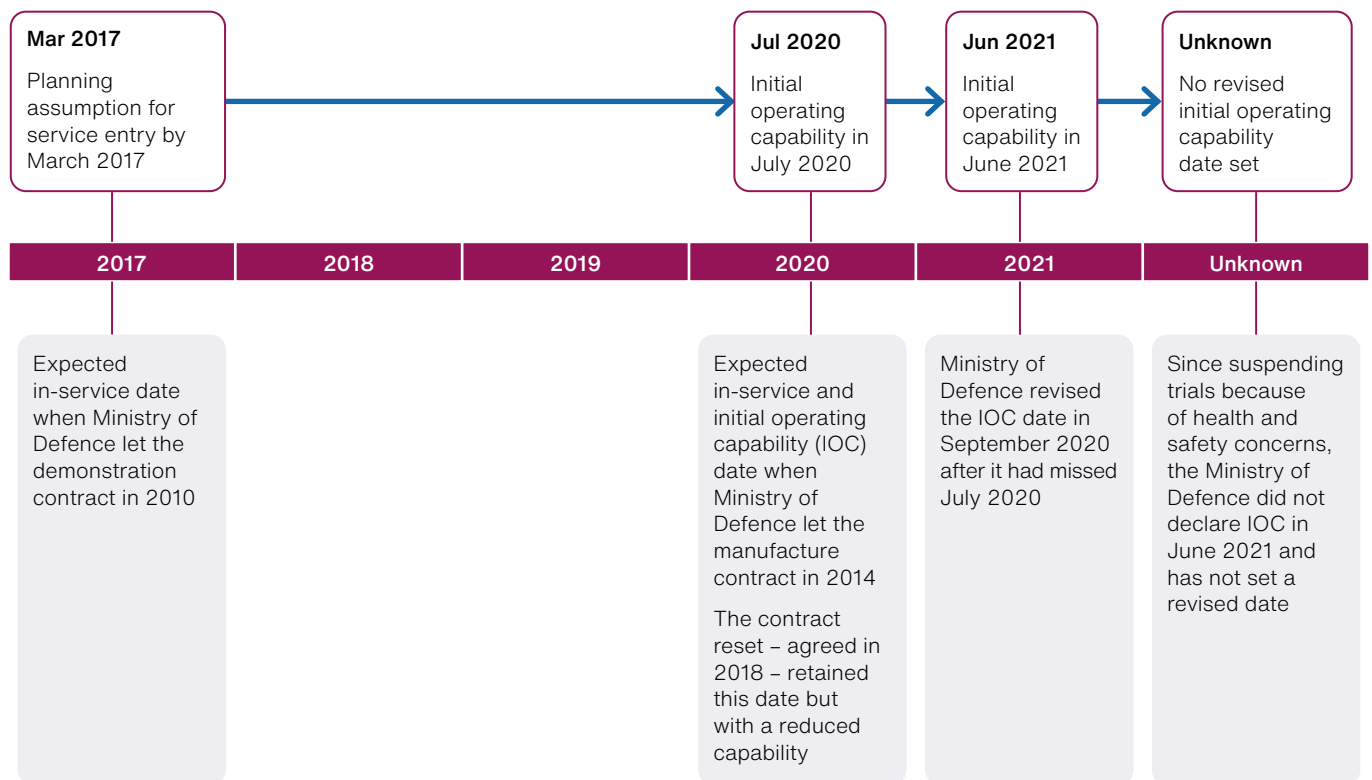 Mar 2017
Planning
assumption for
service entry by
March 2017
Jul 2020
Initial
operating
capability in
July 2020
Jun 2021
Initial
operating
capability in
June 2021
Unknown
No revised
initial operating
capability
date set
2017
2018
2019
2020
2021
Unknown
Expected
in-service date
when Ministry of
Defence let the
demonstration
contract in 2010
Expected
in-service and
initial operating
capability (IOC)
date when
Ministry of
Defence let the
manufacture
contract in 2014
The contract
reset – agreed in
2018 – retained
this date but
with a reduced
capability
Ministry of
Defence revised
the IOC date in
September 2020
after it had missed
July 2020
Since suspending
trials because
of health and
safety concerns,
the Ministry of
Defence did not
declare IOC in
June 2021 and
has not set a
revised date